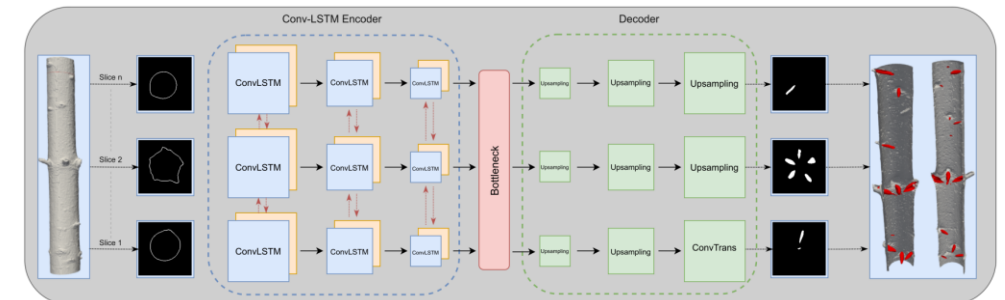 Conv-LSTM Encoder
Decoder
Slice n
ConvLSTM
ConvLSTM
ConvLSTM
Upsampling
Upsampling
Upsampling
Slice 2
ConvLSTM
ConvLSTM
ConvLSTM
Bottleneck
Upsampling
Upsampling
Upsampling
Slice 1
ConvLSTM
ConvLSTM
ConvLSTM
Upsampling
Upsampling
ConvTrans